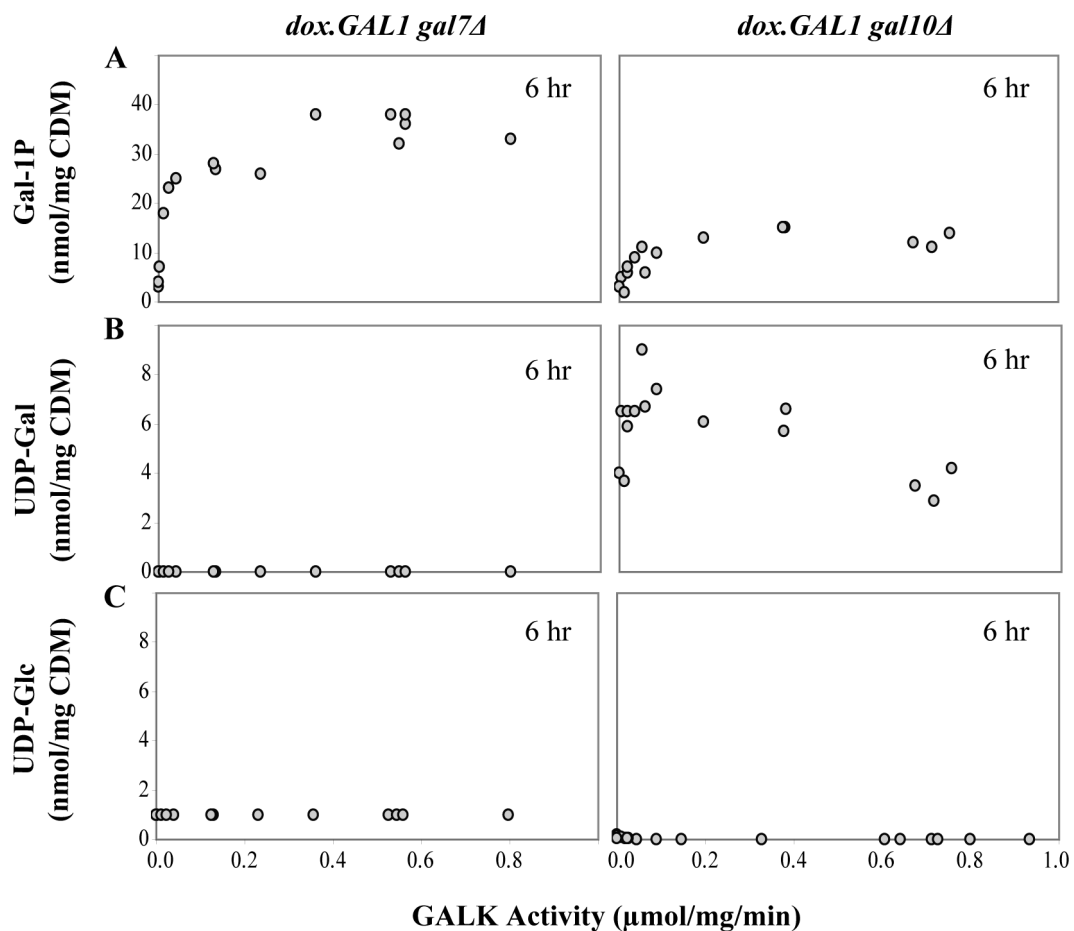 dox.GAL1 gal7Δ dox.GAL1 gal10Δ
A
Gal-1P
(nmol/mg CDM)
40
30
20
10
0
6 hr 6 hr
B
UDP-Gal
(nmol/mg CDM)
8
6
4
2
0
6 hr 6 hr
C
UDP-Glc
(nmol/mg CDM)
8
6
4
2
0
6 hr 6 hr
0.0 0.2 0.4 0.6 0.8 0.0 0.2 0.4 0.6 0.8 1.0
GALK Activity (µmol/mg/min)